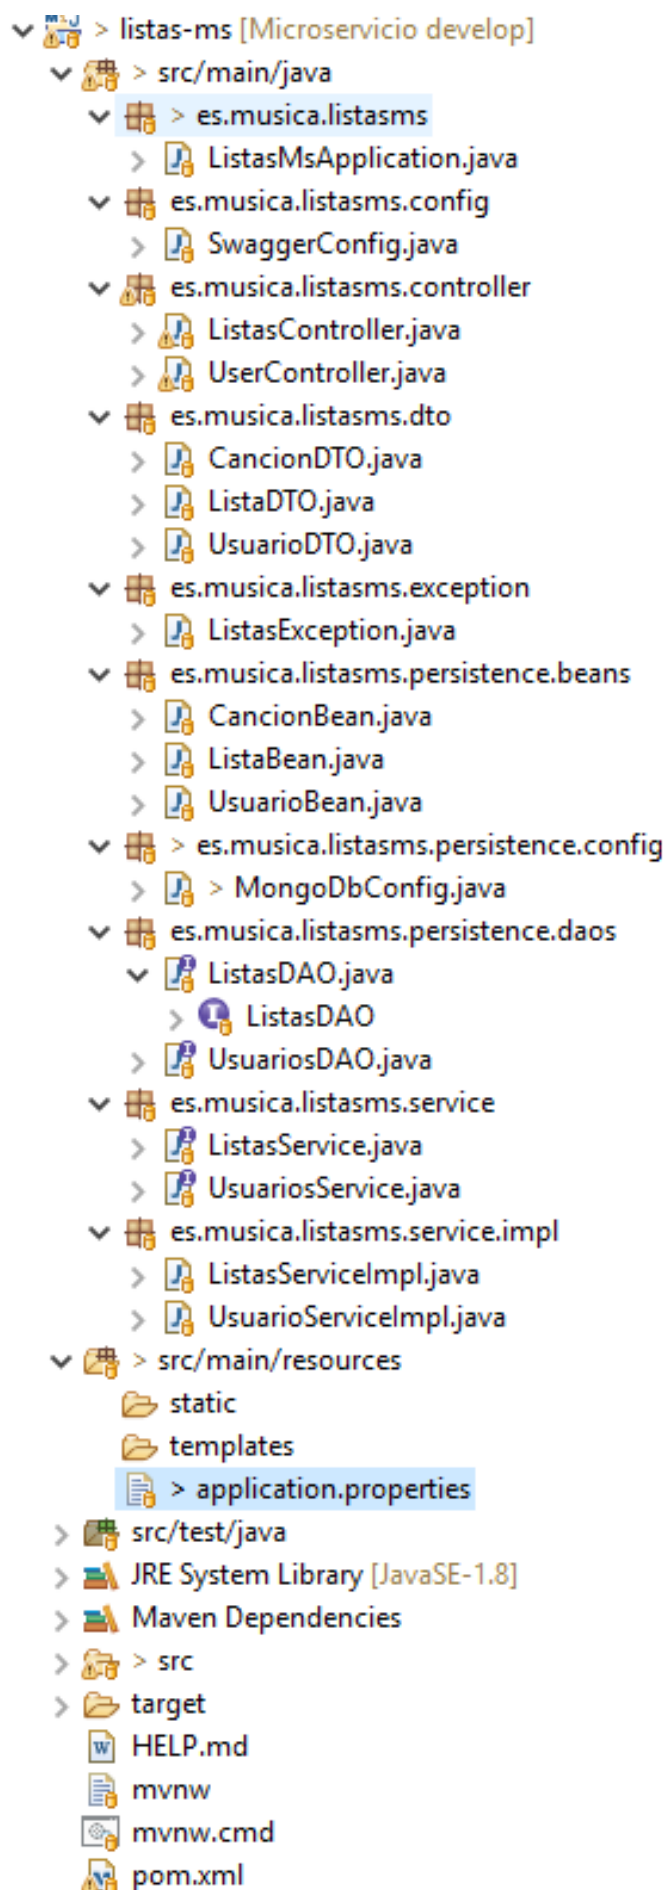 > listas-ms [Microservicio develop]
> src/main/java
> es.musica.listasms
ListasMsApplication.java
es.musica.listasms.config
SwaggerConfig.java
es.musica.listasms.controller
ListasController.java
UserController.java
es.musica.listasms.dto
CancionDTO.java
ListaDTO.java
UsuarioDTO.java
es.musica.listasms.exception
ListasException.java
es.musica.listasms.persistence.beans
CancionBean.java
ListaBean.java
UsuarioBean.java
> es.musica.listasms.persistence.config
> MongoDbConfig.java
es.musica.listasms.persistence.daos
ListasDAO.java
ListasDAO
UsuariosDAO.java
es.musica.listasms.service
ListasService.java
UsuariosService.java
es.musica.listasms.service.impl
ListasServiceImpl.java
UsuarioServiceImpl.java
> src/main/resources
static
templates
> application.properties
src/test/java
JRE System Library [JavaSE-1.8]
Maven Dependencies
> src
target
HELP.md
mvnw
mvnw.cmd
pom.xml